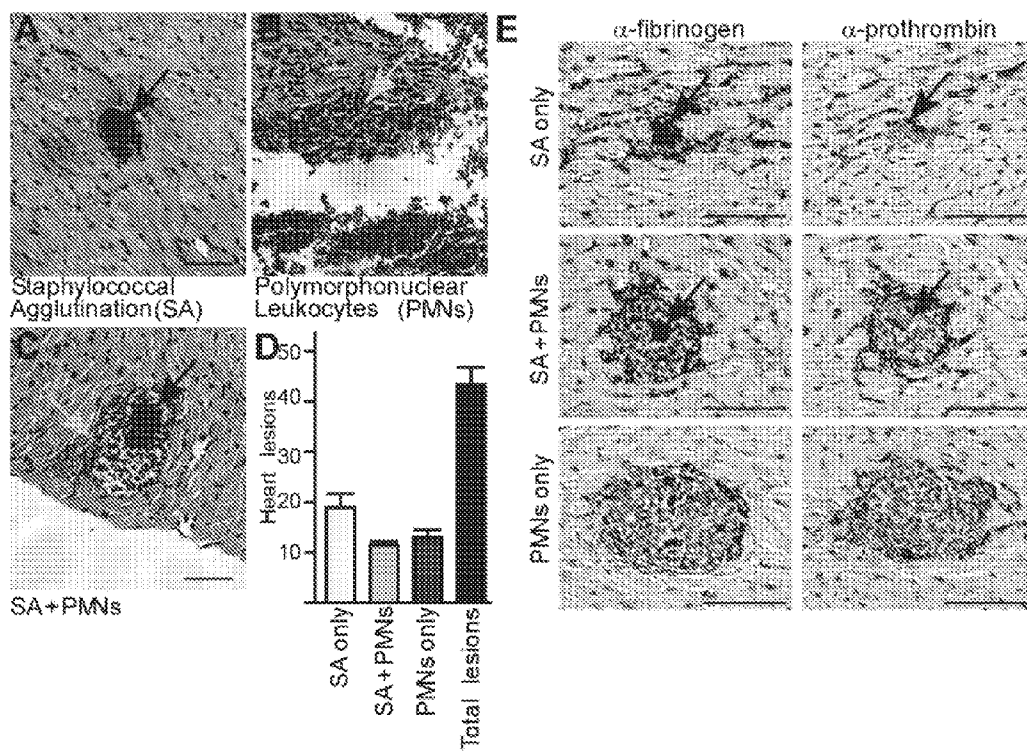 A
Staphylococcal
Agglutination (SA)
B
Polymorphonuclear
Leukocytes (PMNs)
C
SA+PMNs
D
Heart lesions
50
40
30
20
10
SA only
SA+PMNs
PMNs only
Total lesions
E
α-fibrinogen
α-prothrombin
SA only
SA+PMNs
PMNs only